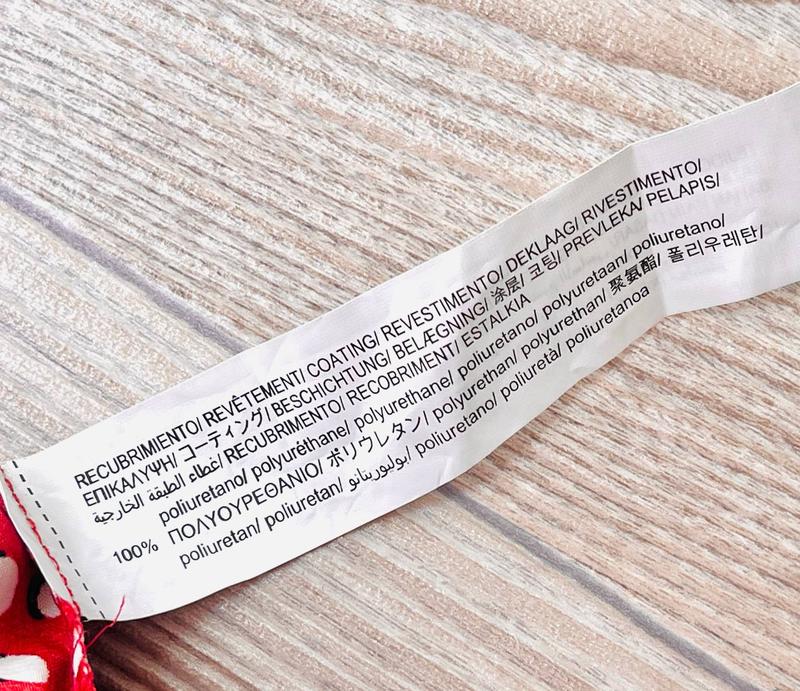 RECUBRIMIENTO/ REVÊTEMENT/ COATING/ REVESTIMENTO/ DEKLAAG/ RIVESTIMENTO/
ΕΠΙΚΑΛΥΨΗ/ コーティング/ BESCHICHTUNG/ BELÆGNING/ 涂层/ 코팅/ PREVLEKA/ PELAPIS/
غطاء الطبقة الخارجية/ RECUBRIMENTO/ RECOBRIMENT/ ESTALKIA
poliuretano/ polyuréthane/ polyurethane/ poliuretano/ polyuretaan/ poliuretano/
100% ΠΟΛΥΟΥΡΕΘΑΝΙΟ/ ポリウレタン/ polyurethan/ polyurethan/ 聚氨酯/ 폴리우레탄/
poliuretan/ poliuretan/ بوليوريتانو/ poliuretano/ poliuretà/ poliuretanoa